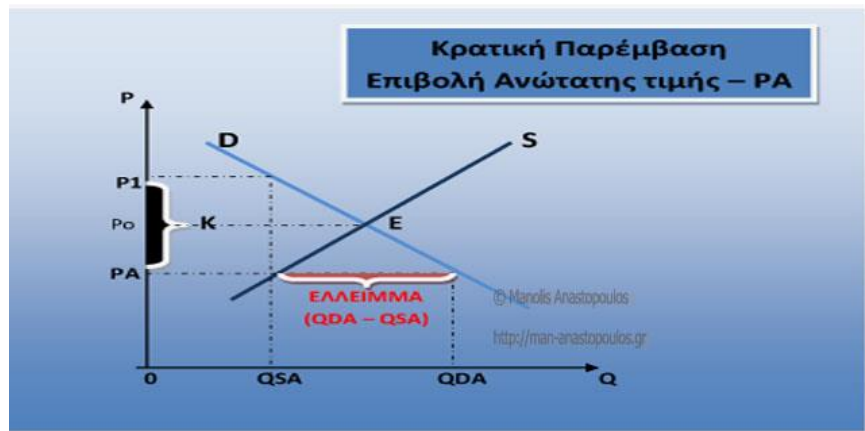 Κρατική Παρέμβαση
Επιβολή Ανώτατης τιμής – PA
P
D
S
P1
Po
K
E
PA
ΕΛΛΕΙΜΜΑ
(QDA – QSA)
© Manolis Anastopoulos
http://man-anastopoulos.gr
0
QSA
QDA
Q